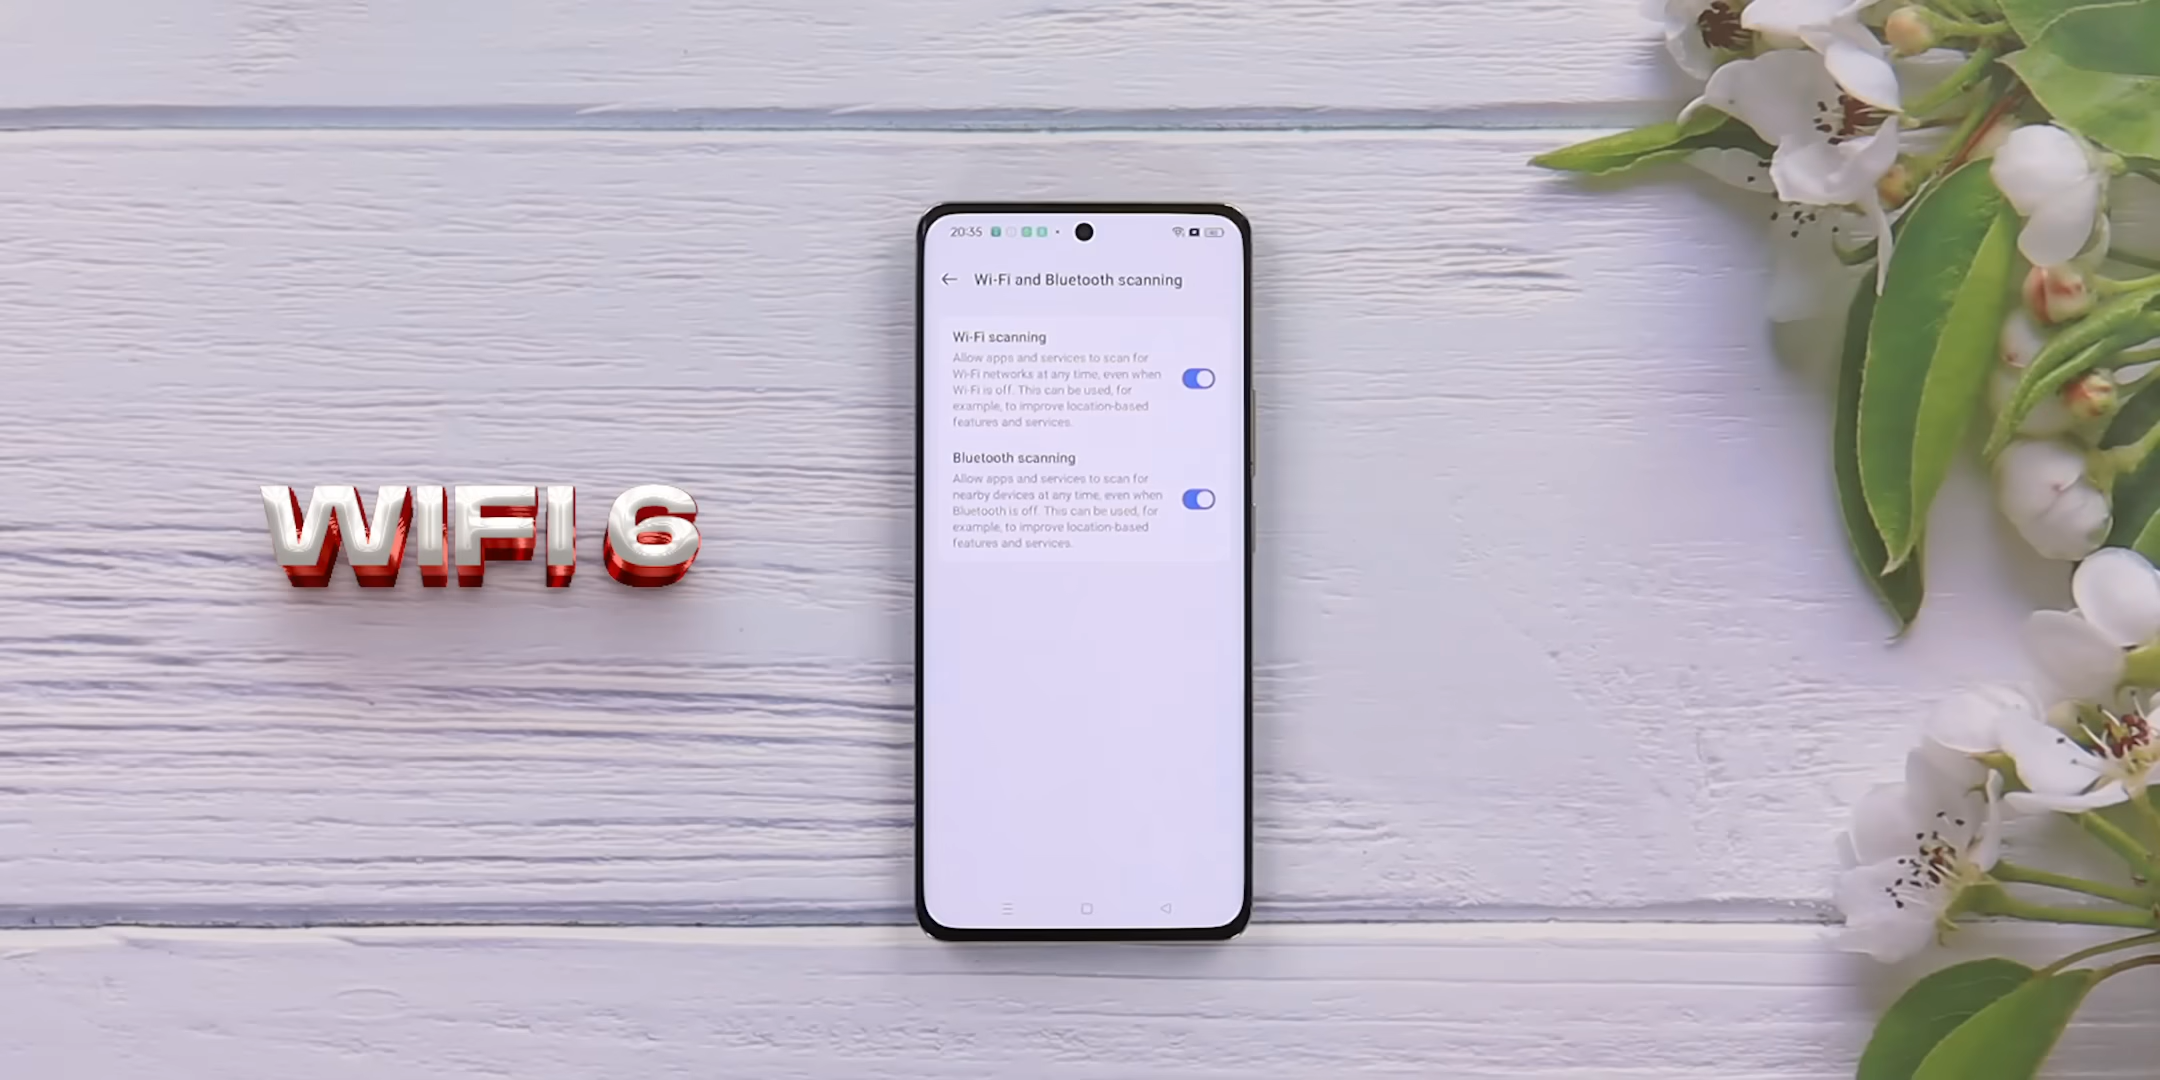 WIFI 6
20:35
Wi-Fi and Bluetooth scanning
Wi-Fi scanning
Allow apps and services to scan for
Wi-Fi networks at any time, even when
Wi-Fi is off. This can be used, for
example, to improve location-based
features and services.
Bluetooth scanning
Allow apps and services to scan for
nearby devices at any time, even when
Bluetooth is off. This can be used, for
example, to improve location-based
features and services.